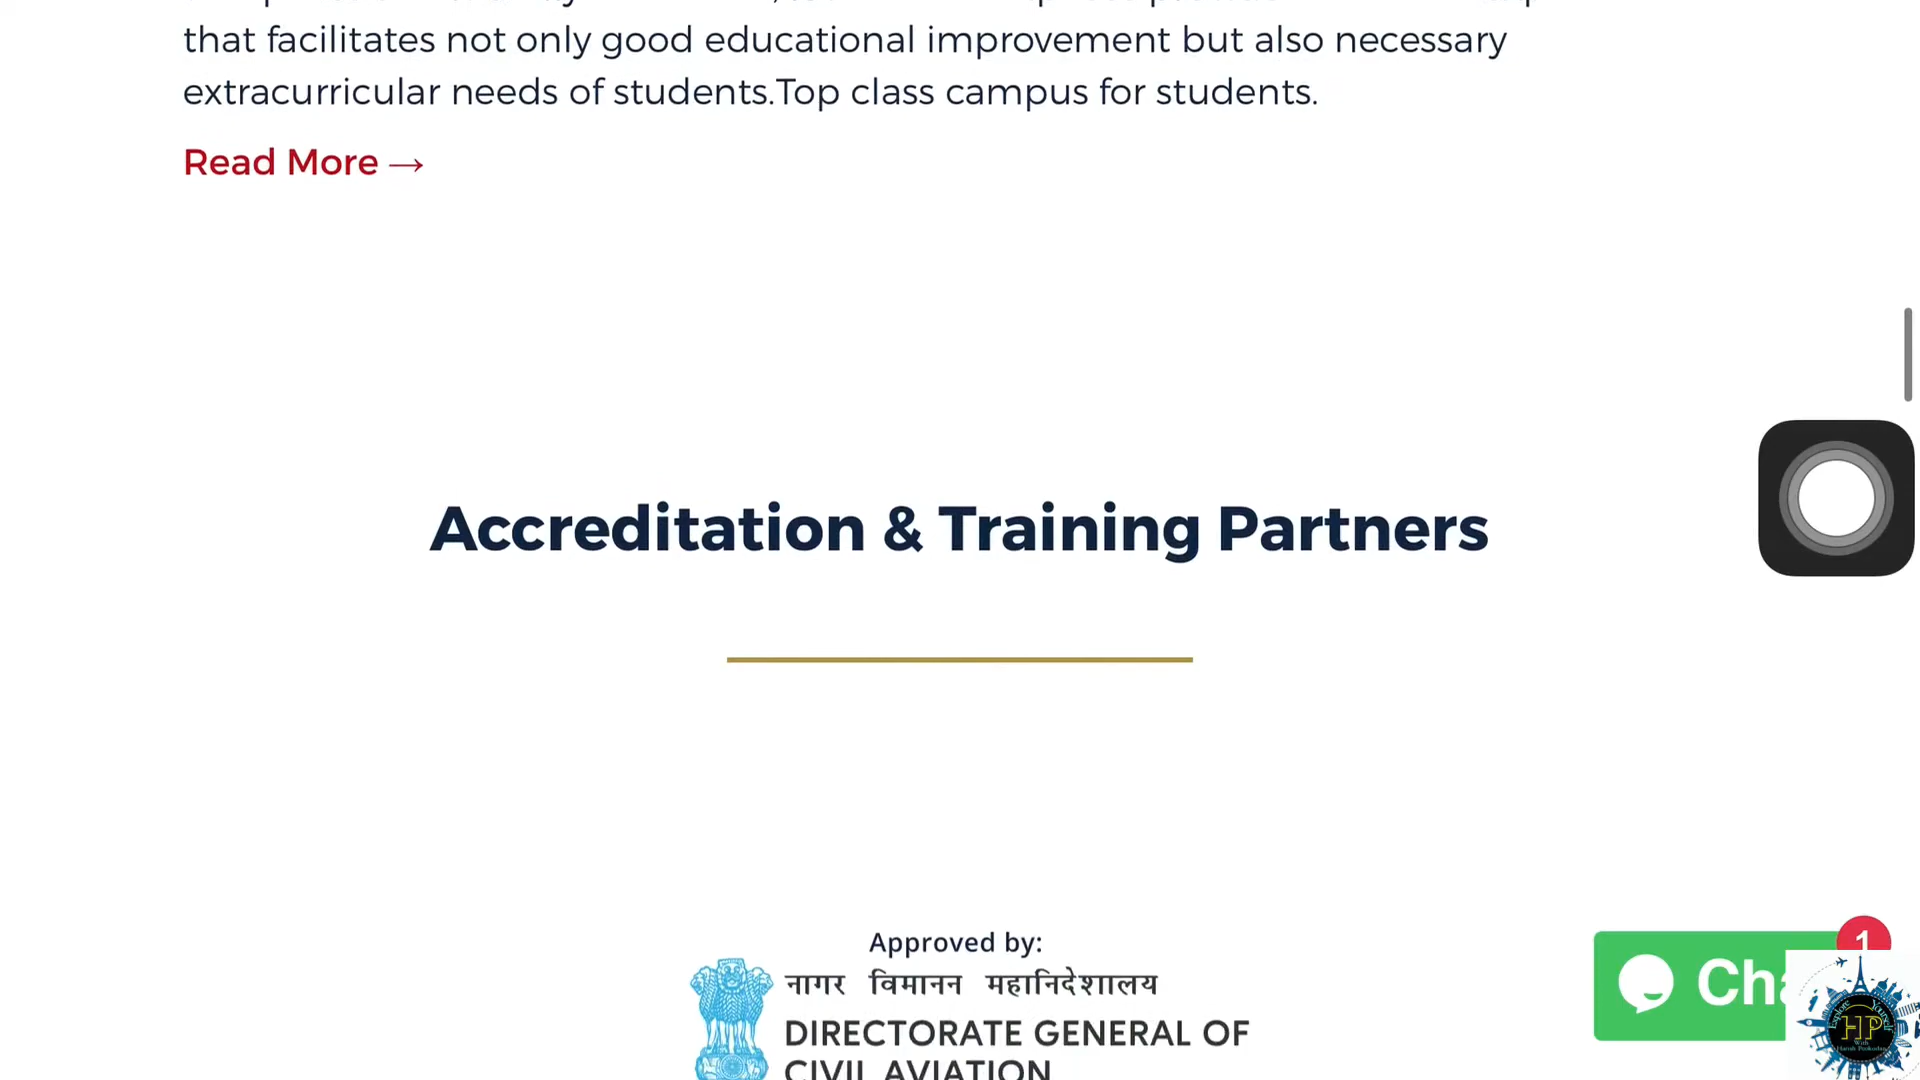 that facilitates not only good educational improvement but also necessary
extracurricular needs of students.Top class campus for students.
Read More →
Accreditation & Training Partners
Approved by:
नागर विमानन महानिदेशालय
DIRECTORATE GENERAL OF
CIVIL AVIATION
1
HP